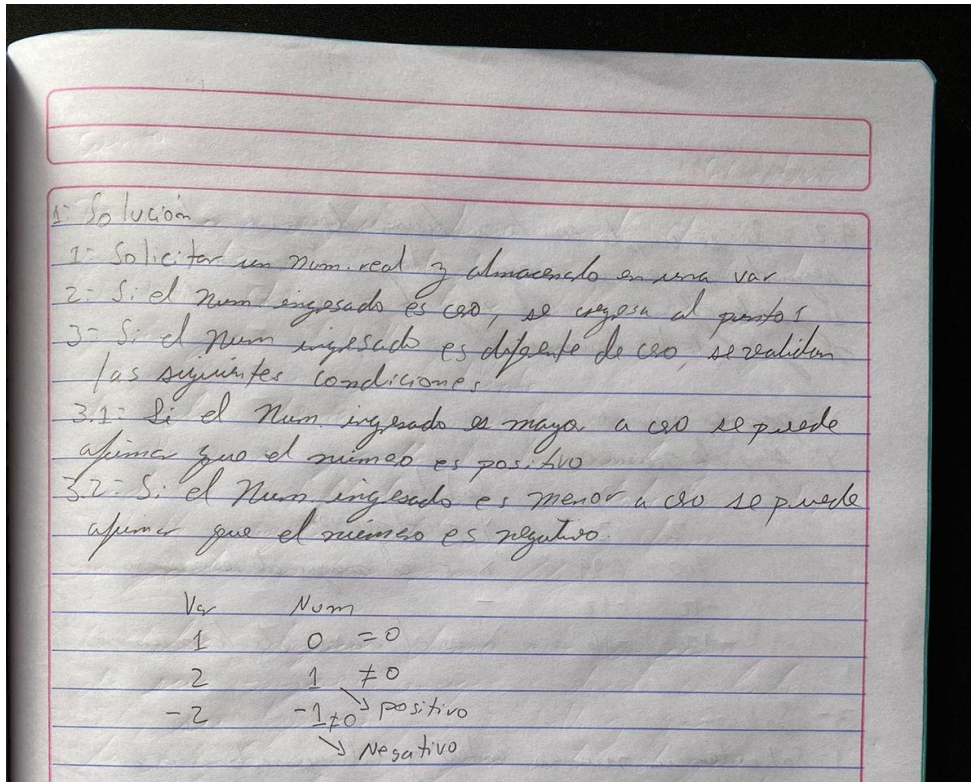 1- Solución
1- Solicitar un num. real y almacenalo en una var
2- Si el num ingresado es cero, se regresa al punto 1
3- Si el num ingresado es diferente de cero, se validan
las siguientes condiciones
3.1- Si el Num. ingresado es mayor a cero se puede
afirmar que el número es positivo
3.2- Si el Num ingresado es menor a cero se puede
afirmar que el número es negativo.
Var Num
1 0 = 0
2 1 ≠ 0
-2 -1 ≠ 0 ↘ positivo
↘ Negativo